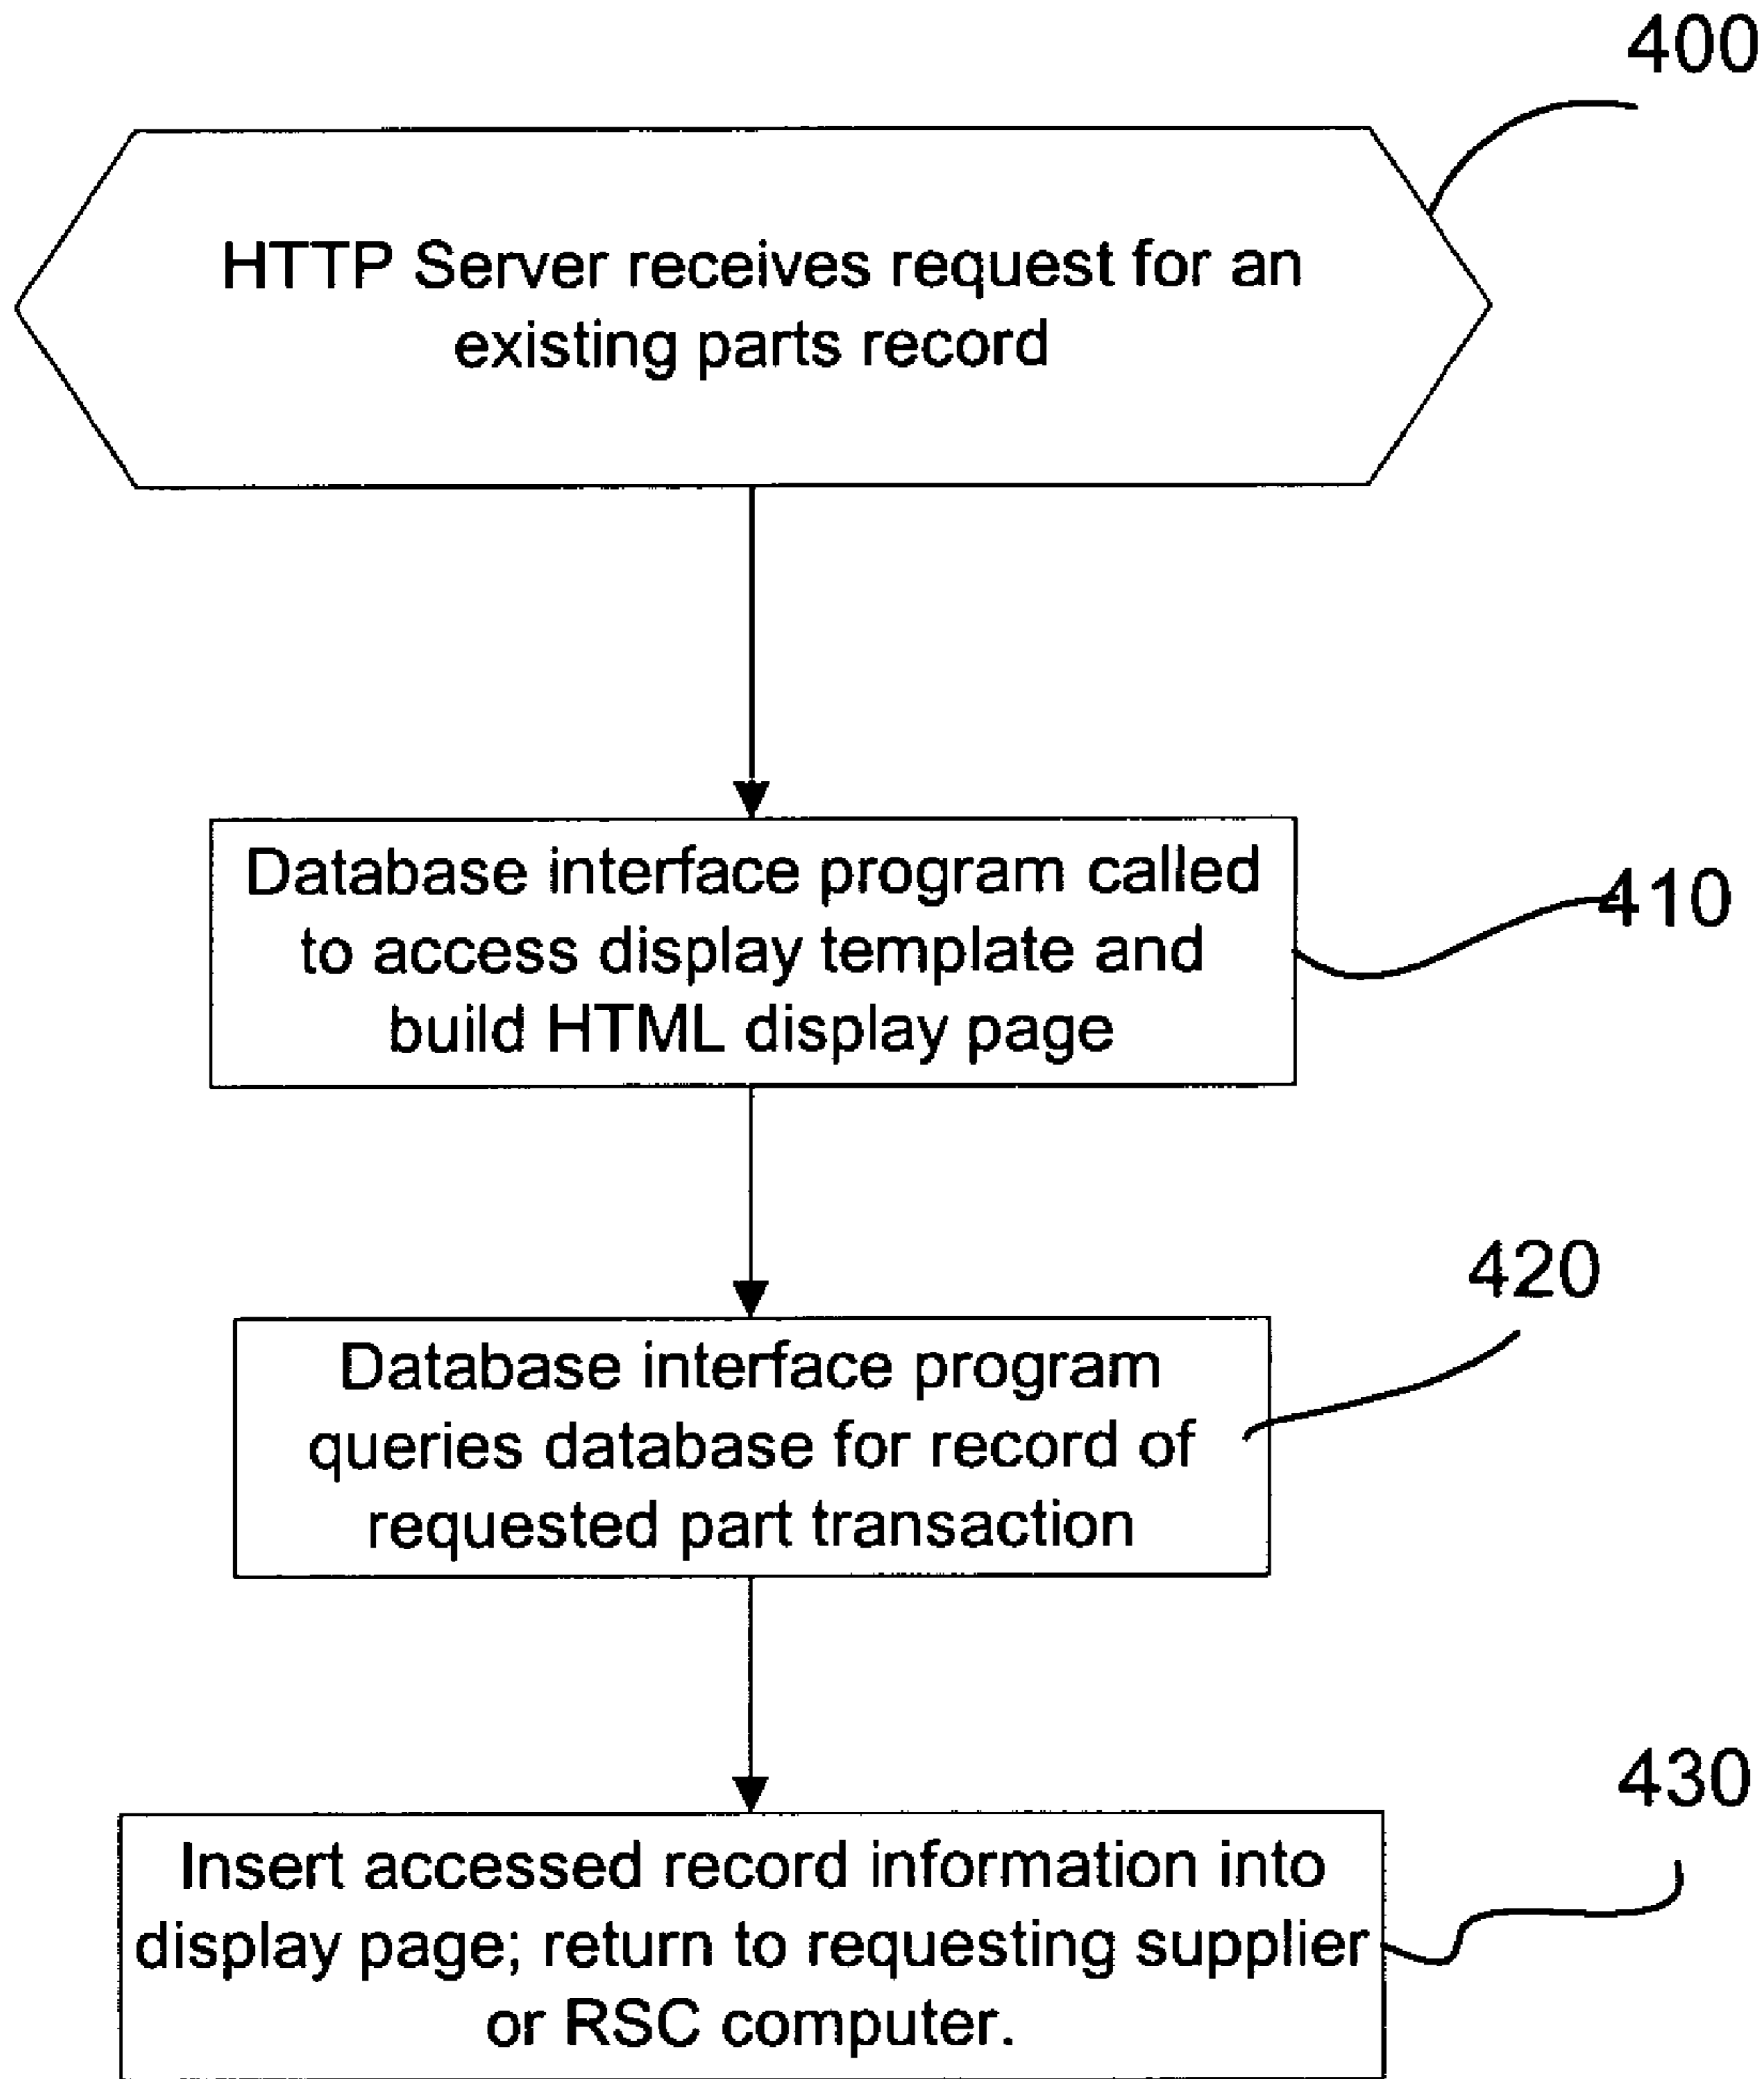 400
HTTP Server receives request for an
existing parts record
Database interface program called
to access display template and
build HTML display page
410
420
Database interface program
queries database for record of
requested part transaction
430
Insert accessed record information into
display page; return to requesting supplier
or RSC computer.